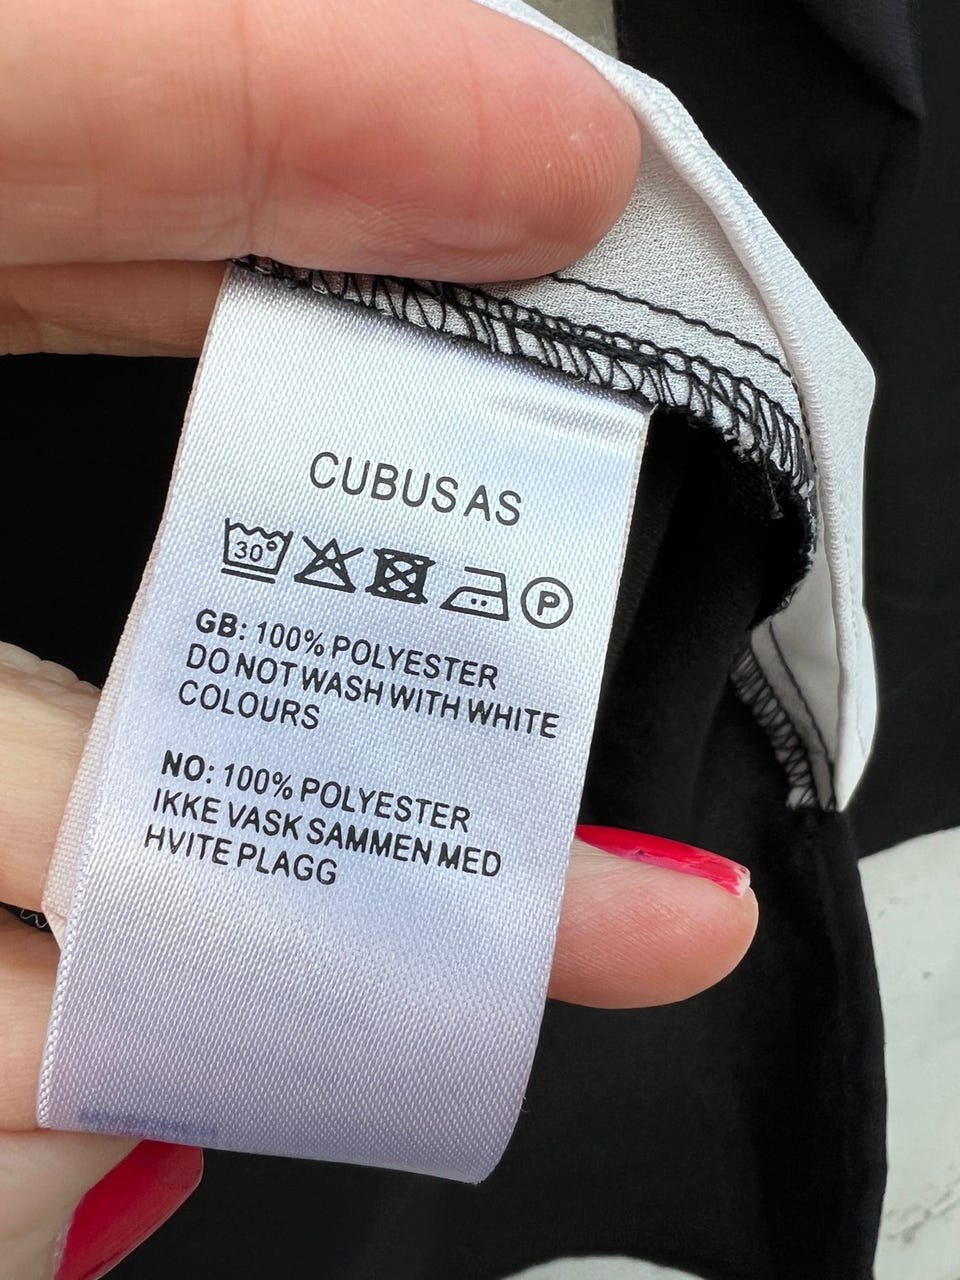 CUBUS AS
30° P
GB: 100% POLYESTER
DO NOT WASH WITH WHITE
COLOURS
NO: 100% POLYESTER
IKKE VASK SAMMEN MED
HVITE PLAGG